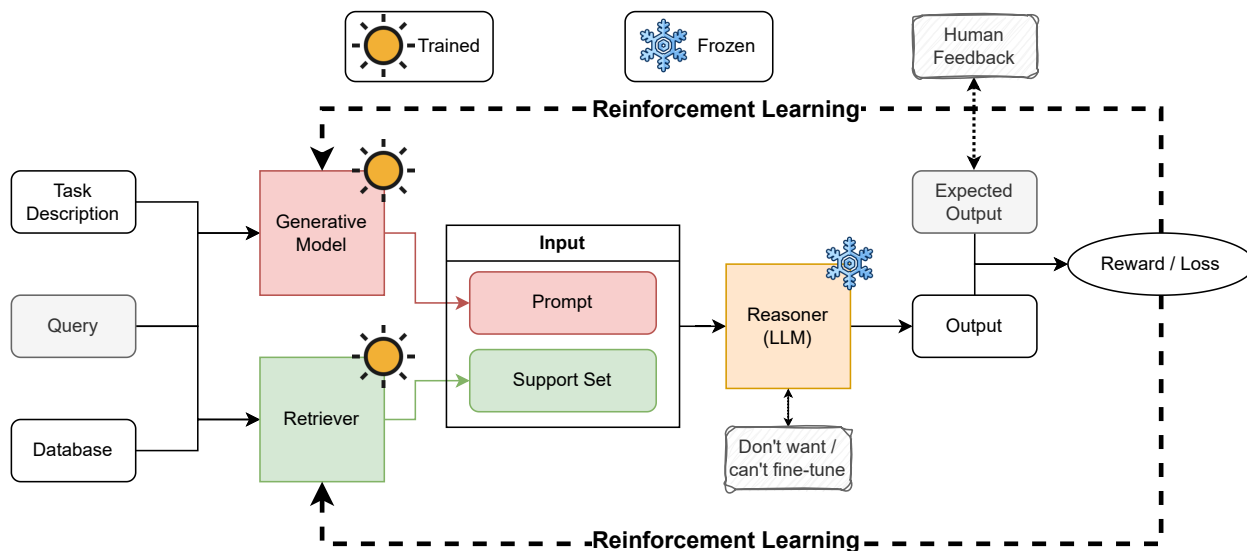 Trained
Frozen
Human
Feedback
Reinforcement Learning
Task
Description
Generative
Model
Expected
Output
Input
Query
Prompt
Reasoner
(LLM)
Output
Reward / Loss
Support Set
Retriever
Database
Don't want /
can't fine-tune
Reinforcement Learning